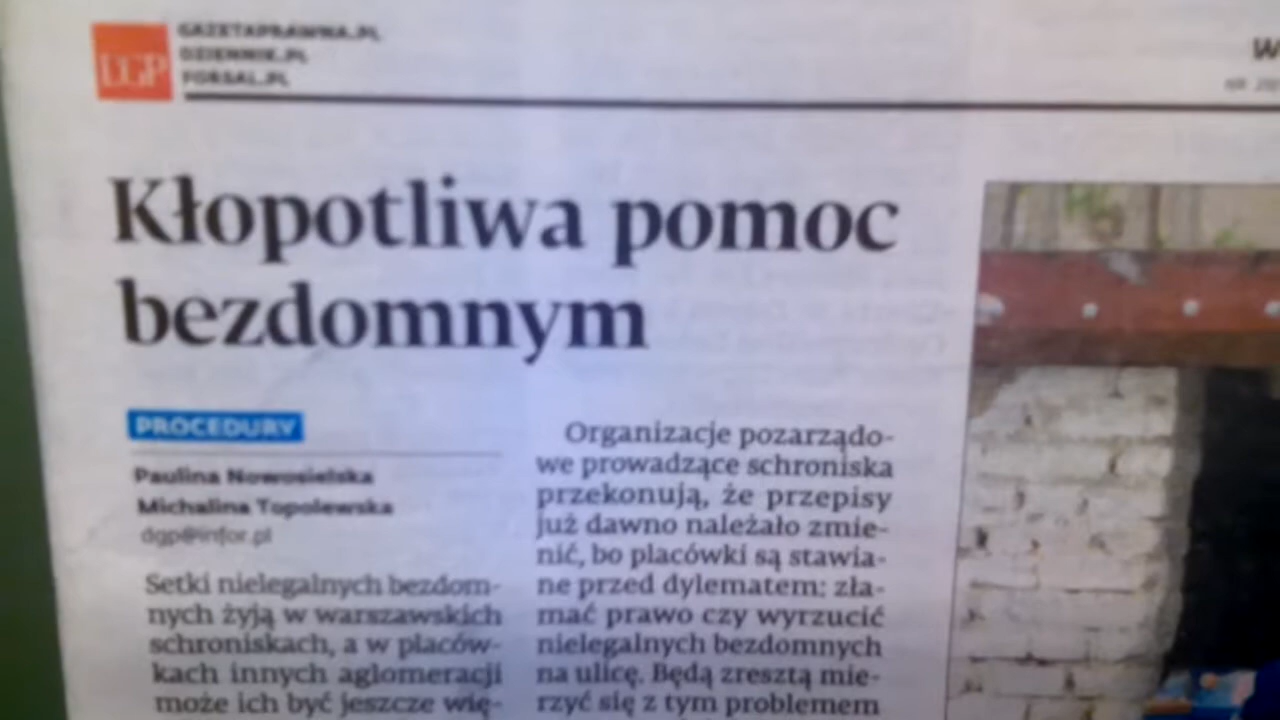 DGP
GAZETAPRAWNA.PL
DZIENNIK.PL
FORSAL.PL
Kłopotliwa pomoc
bezdomnym
PROCEDURY
Paulina Nowosielska
Michalina Topolewska
dgp@infor.pl
Setki nielegalnych bezdom-
nych żyją w warszawskich
schroniskach, a w placów-
kach innych aglomeracji
może ich być jeszcze wię-
Organizacje pozarządo-
we prowadzące schroniska
przekonują, że przepisy
już dawno należało zmie-
nić, bo placówki są stawia-
ne przed dylematem: zła-
mać prawo czy wyrzucić
nielegalnych bezdomnych
na ulicę. Będą zresztą mie-
rzyć się z tym problemem